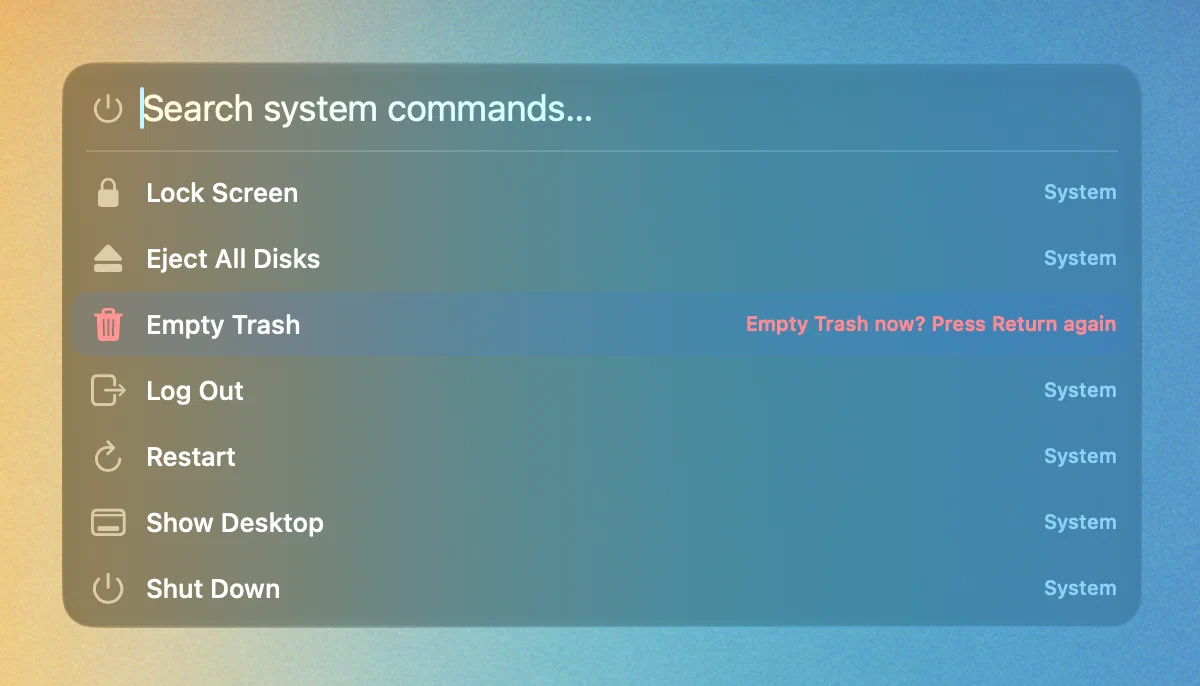 Search system commands...
Lock Screen System
Eject All Disks System
Empty Trash Empty Trash now? Press Return again
Log Out System
Restart System
Show Desktop System
Shut Down System